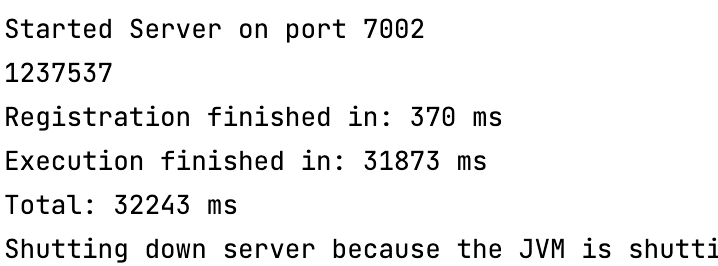 Started Server on port 7002
1237537
Registration finished in: 370 ms
Execution finished in: 31873 ms
Total: 32243 ms
Shutting down server because the JVM is shutti